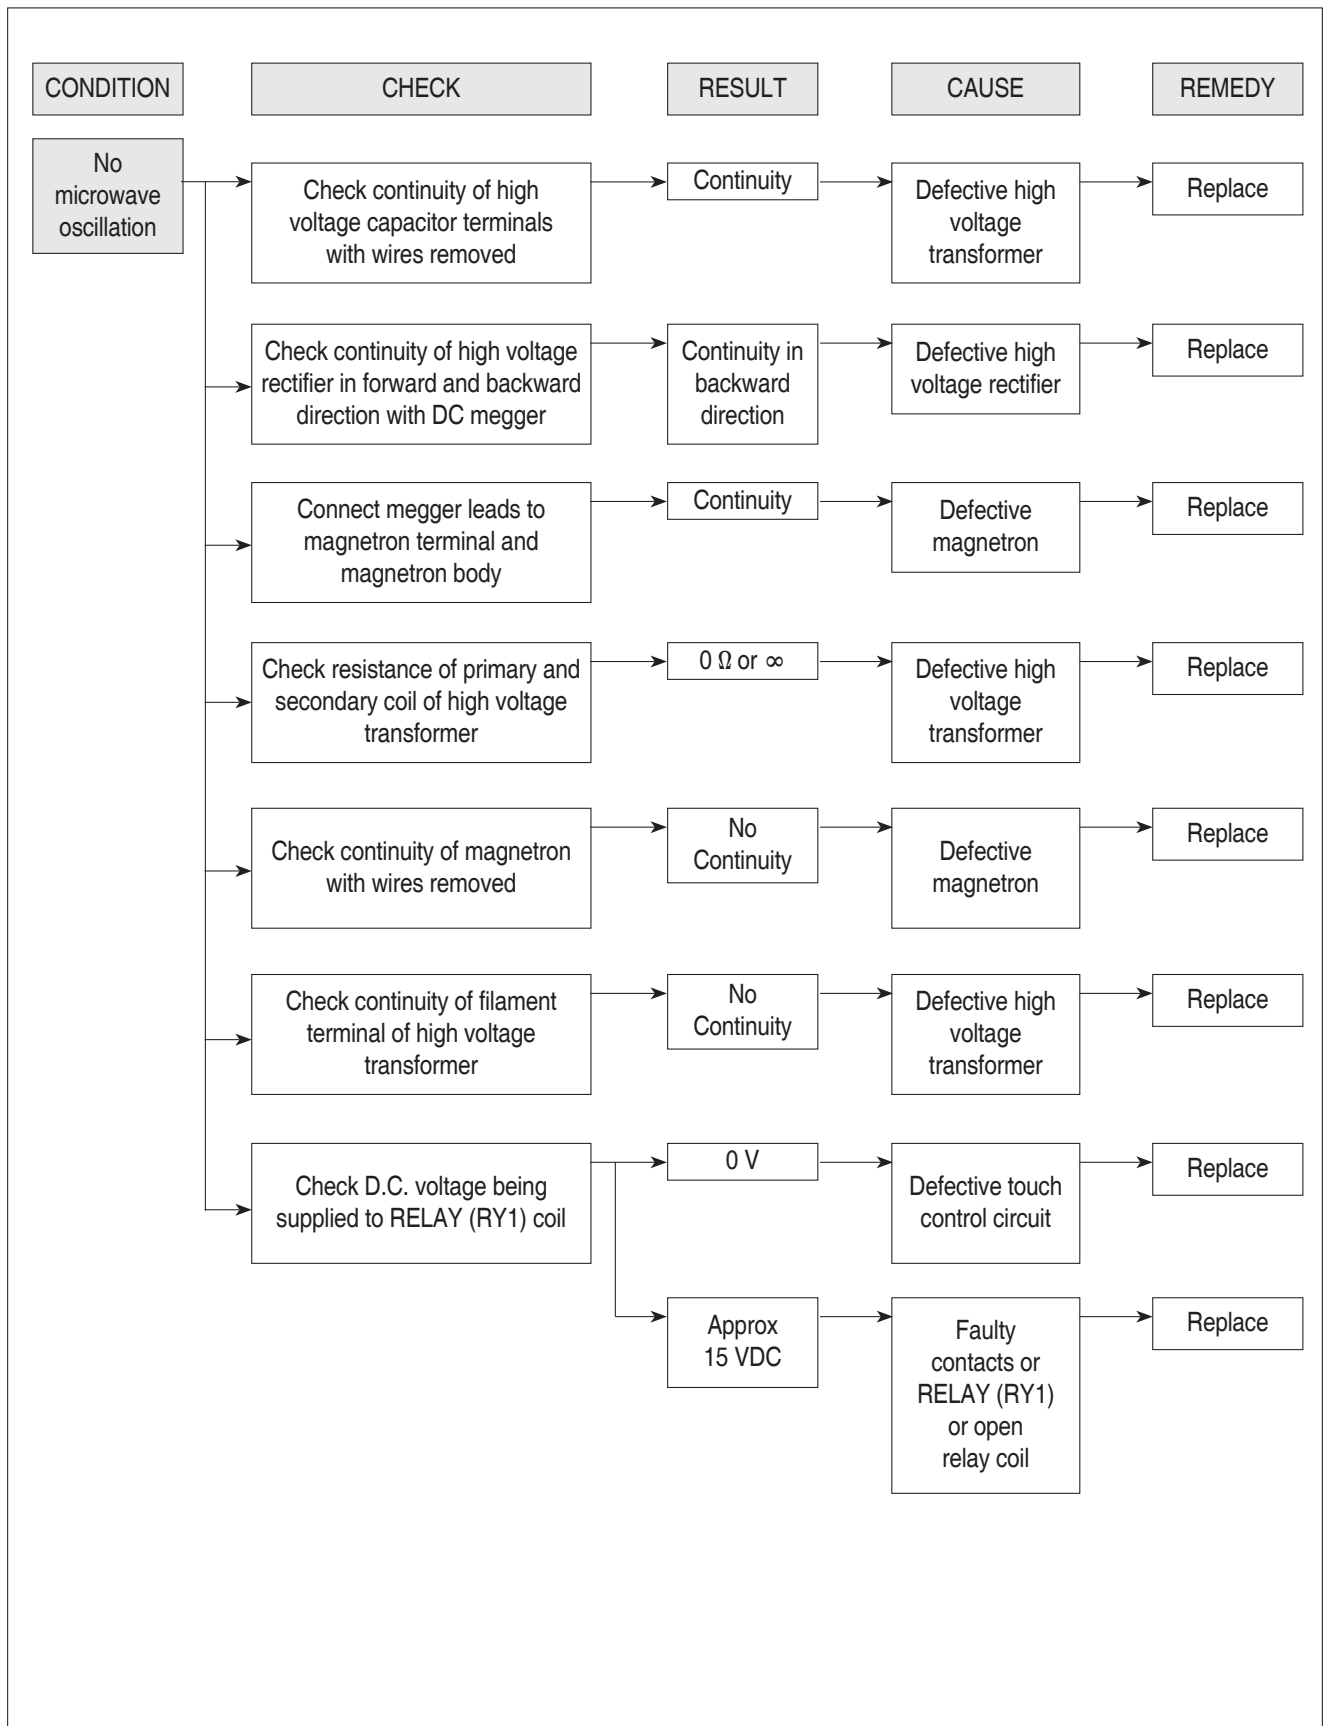 CONDITION
CHECK
RESULT
CAUSE
REMEDY
No
microwave
oscillation
Check continuity of high
voltage capacitor terminals
with wires removed
Continuity
Defective high
voltage
transformer
Replace
Check continuity of high voltage
rectifier in forward and backward
direction with DC megger
Continuity in
backward
direction
Defective high
voltage rectifier
Replace
Connect megger leads to
magnetron terminal and
magnetron body
Continuity
Defective
magnetron
Replace
Check resistance of primary and
secondary coil of high voltage
transformer
0 Ω or ∞
Defective high
voltage
transformer
Replace
Check continuity of magnetron
with wires removed
No
Continuity
Defective
magnetron
Replace
Check continuity of filament
terminal of high voltage
transformer
No
Continuity
Defective high
voltage
transformer
Replace
Check D.C. voltage being
supplied to RELAY (RY1) coil
0 V
Defective touch
control circuit
Replace
Approx
15 VDC
Faulty
contacts or
RELAY (RY1)
or open
relay coil
Replace